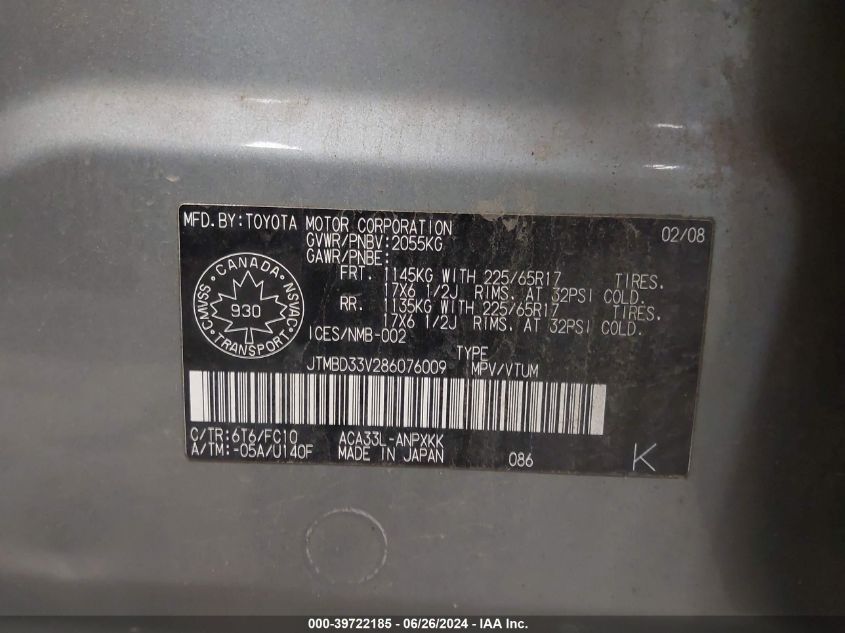 MFD.BY:TOYOTA MOTOR CORPORATION 02/08
GVWR/PNBV:2055KG
GAWR/PNBE:
FRT. 1145KG WITH 225/65R17 TIRES.
17X6 1/2J RIMS. AT 32PSI COLD.
RR. 1135KG WITH 225/65R17 TIRES.
17X6 1/2J RIMS. AT 32PSI COLD.
CANADA
CMVSS 930 NSVAC
TRANSPORT
ICES/NMB-002
TYPE
JTMBD33V286076009 MPV/VTUM
C/TR:6T6/FC10 ACA33L-ANPXKK
A/TM:-05A/U140F MADE IN JAPAN 086 K
000-39722185 - 06/26/2024 - IAA Inc.